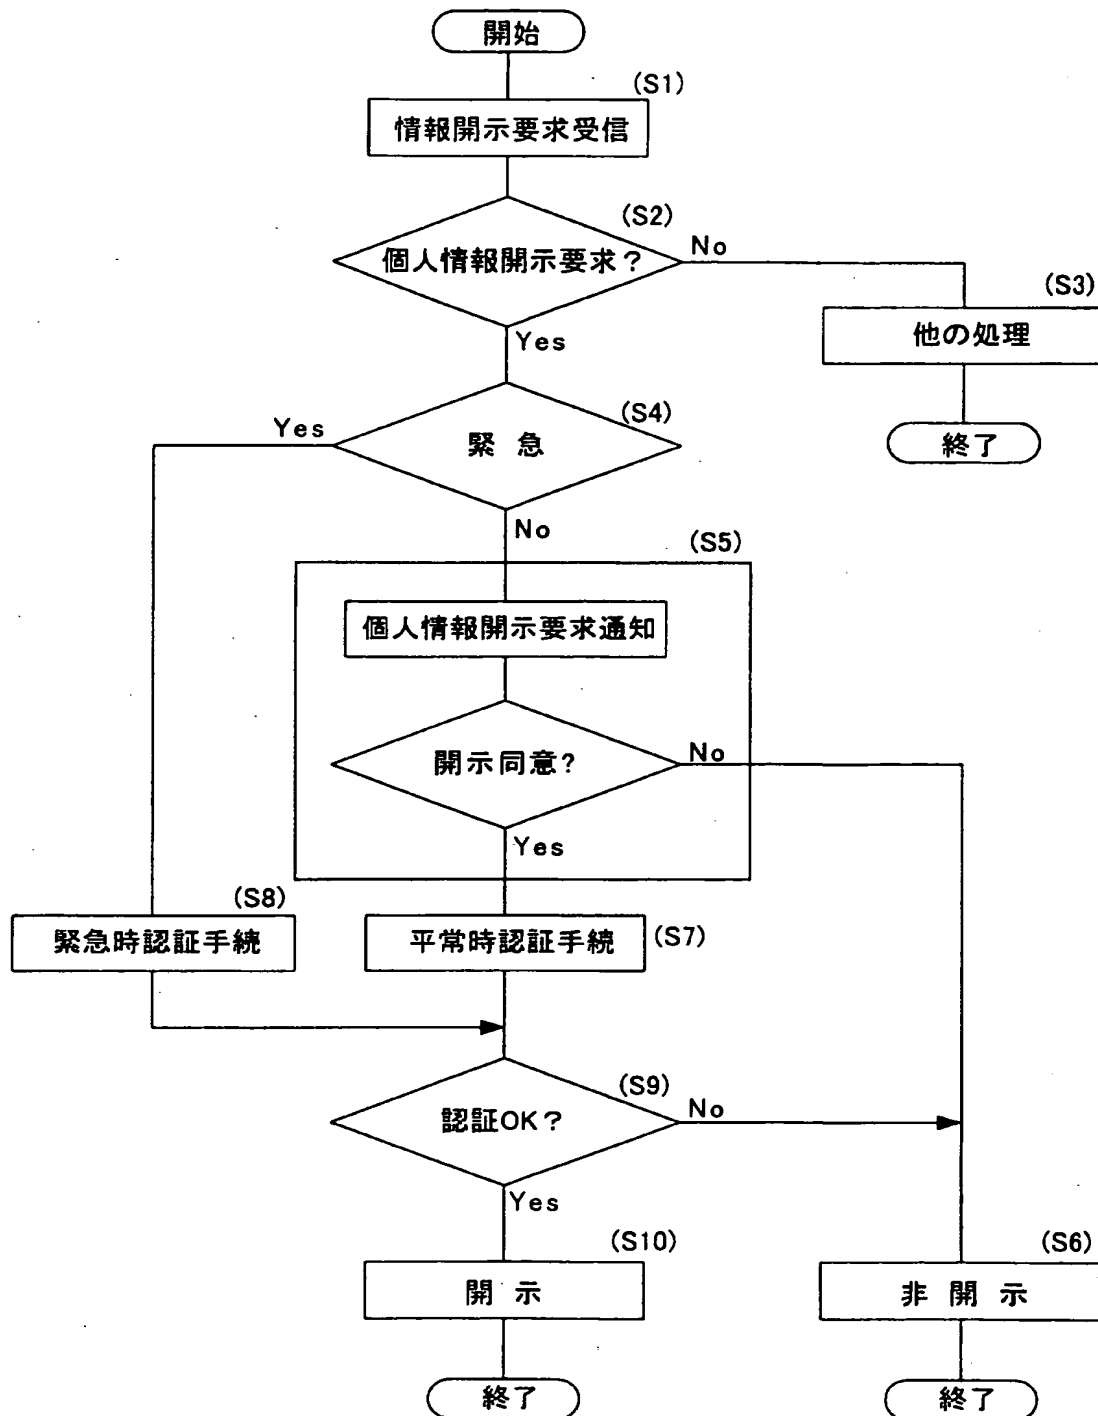 開始
(S1)
情報開示要求受信
(S2)
個人情報開示要求?
No
(S3)
他の処理
Yes
終了
(S4)
Yes
緊 急
No
(S5)
個人情報開示要求通知
開示同意?
No
Yes
(S8)
緊急時認証手続
平常時認証手続
(S7)
(S9)
認証OK?
No
Yes
(S10)
開 示
(S6)
非 開 示
終了
終了